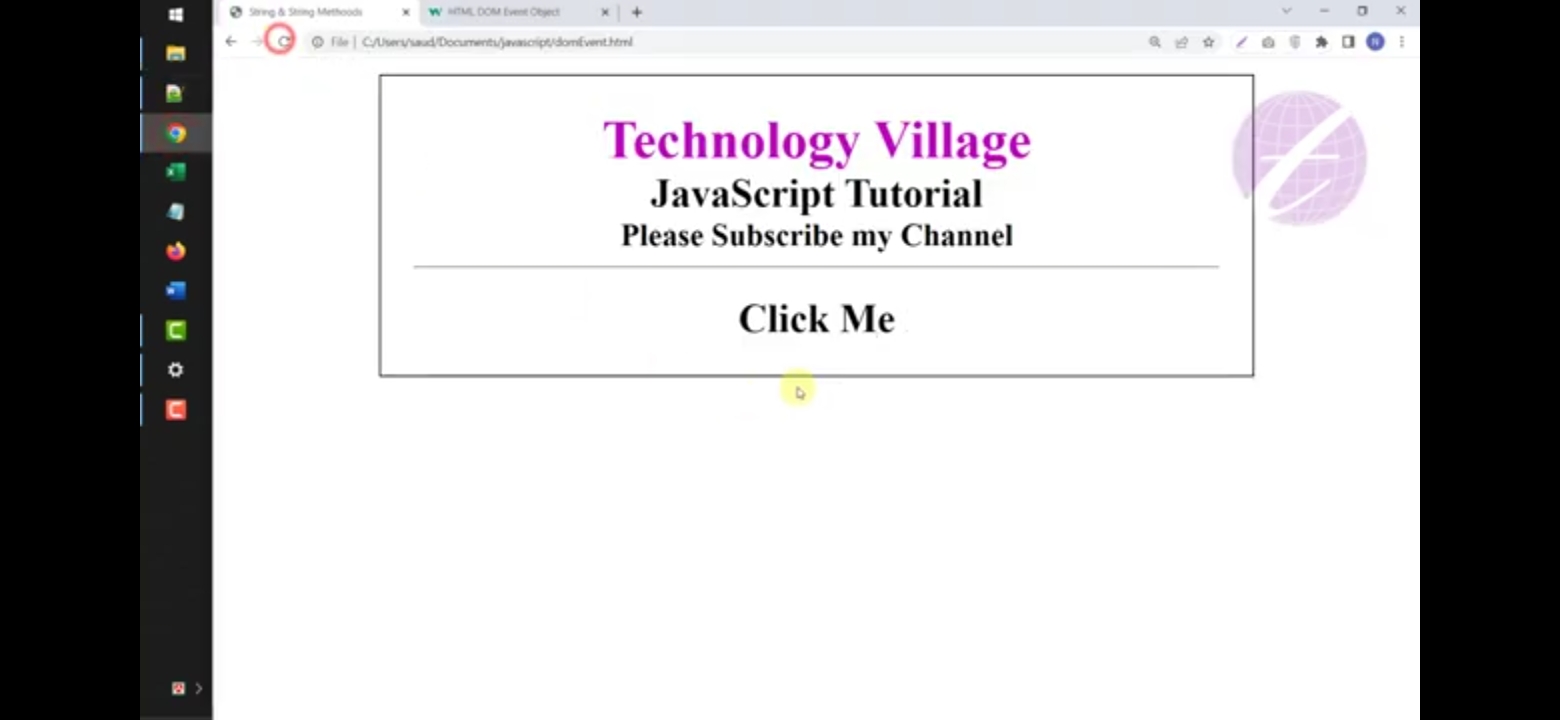 String & String Methoods
HTML DOM Event Object
File | C:/Users/saud/Documents/javascript/domEvent.html
Technology Village
JavaScript Tutorial
Please Subscribe my Channel
Click Me